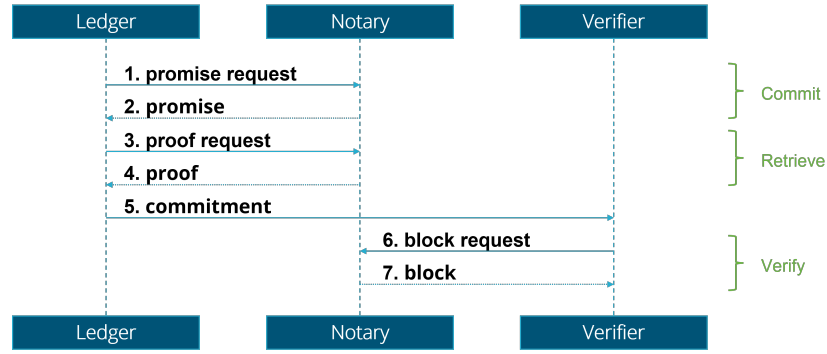 Ledger
Notary
Verifier
1. promise request
2. promise
Commit
3. proof request
4. proof
Retrieve
5. commitment
6. block request
7. block
Verify
Ledger
Notary
Verifier